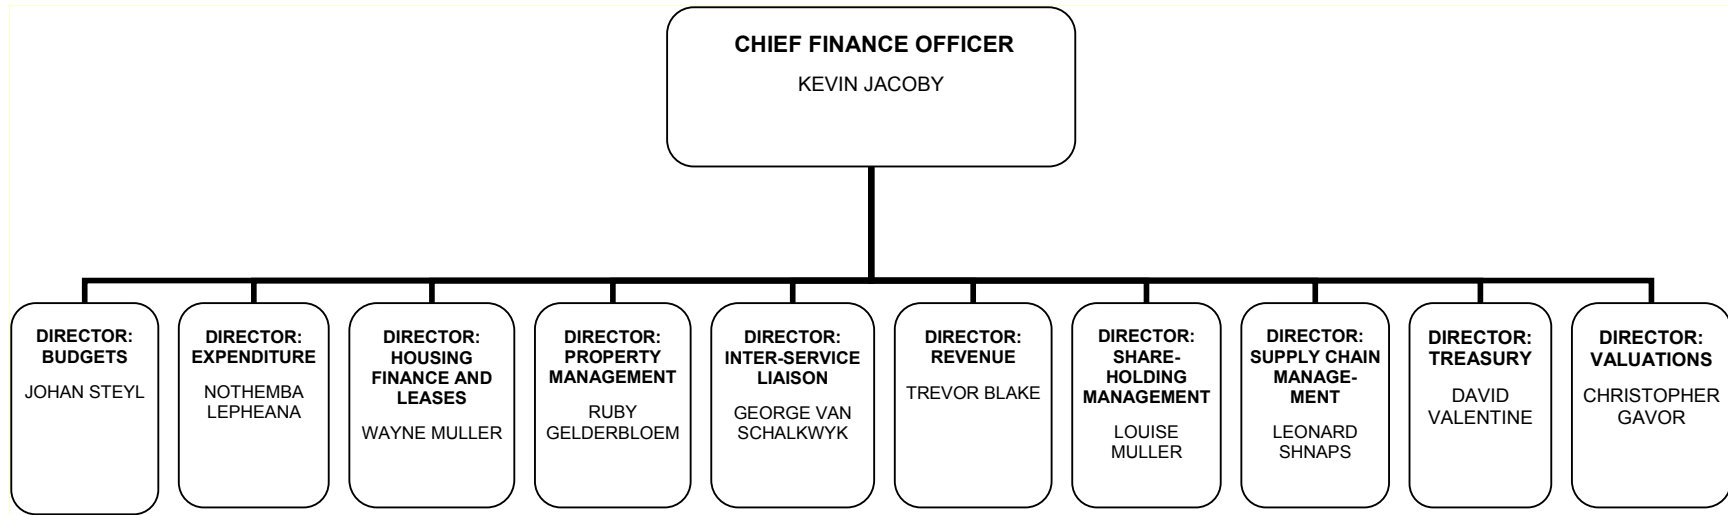 CHIEF FINANCE OFFICER
KEVIN JACOBY
DIRECTOR:
BUDGETS
JOHAN STEYL
DIRECTOR:
EXPENDITURE
NOTHEMBA
LEPHEANA
DIRECTOR:
HOUSING
FINANCE AND
LEASES
WAYNE MULLER
DIRECTOR:
PROPERTY
MANAGEMENT
RUBY
GELDERBLOEM
DIRECTOR:
INTER-SERVICE
LIAISON
GEORGE VAN
SCHALKWYK
DIRECTOR:
REVENUE
TREVOR BLAKE
DIRECTOR:
SHARE-
HOLDING
MANAGEMENT
LOUISE
MULLER
DIRECTOR:
SUPPLY CHAIN
MANAGE-
MENT
LEONARD
SHNAPS
DIRECTOR:
TREASURY
DAVID
VALENTINE
DIRECTOR:
VALUATIONS
CHRISTOPHER
GAVOR